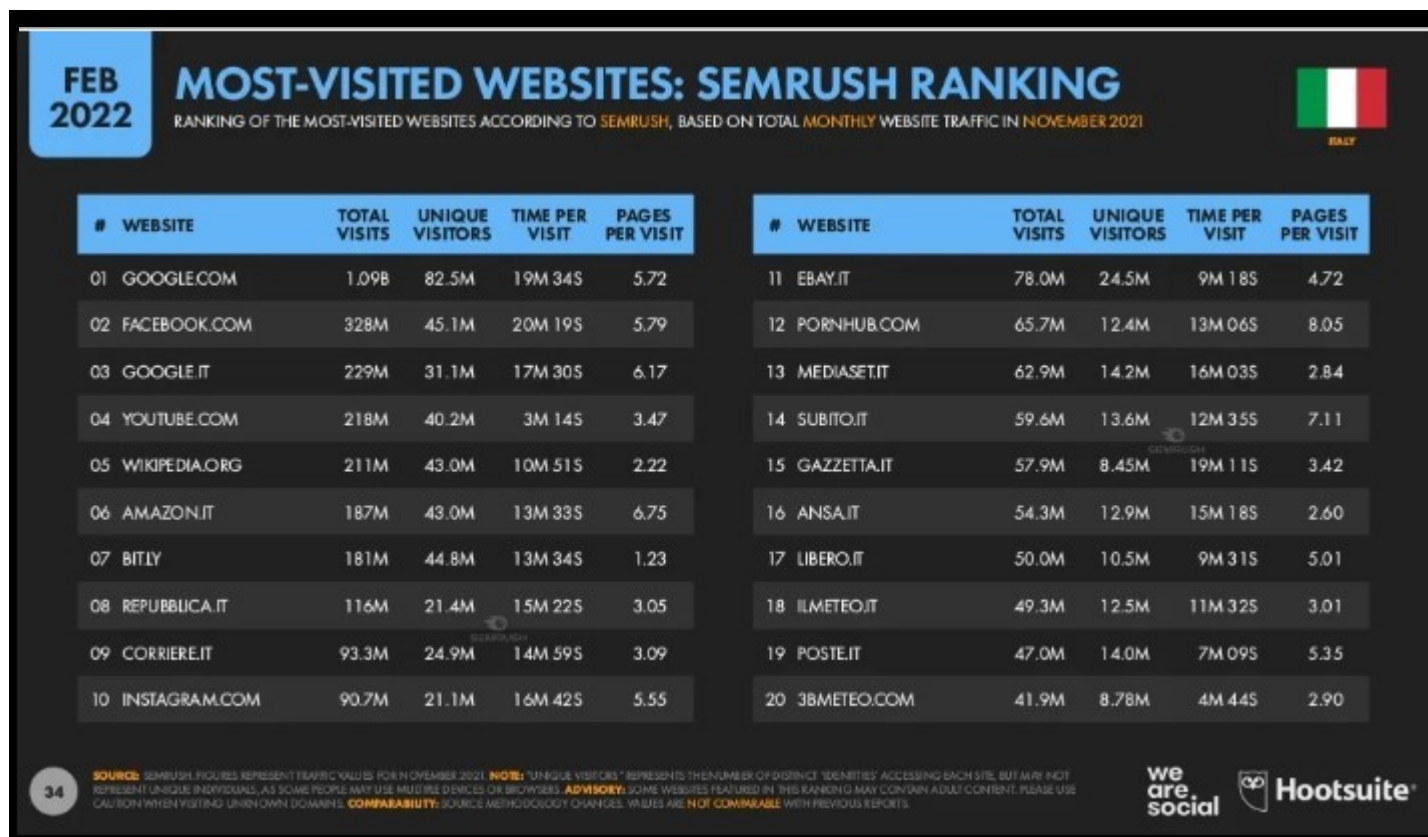 FEB
2022
MOST-VISITED WEBSITES: SEMRUSH RANKING
RANKING OF THE MOST-VISITED WEBSITES ACCORDING TO SEMRUSH, BASED ON TOTAL MONTHLY WEBSITE TRAFFIC IN NOVEMBER 2021
ITALY
# WEBSITE TOTAL VISITS UNIQUE VISITORS TIME PER VISIT PAGES PER VISIT
01 GOOGLE.COM 1.09B 82.5M 19M 34S 5.72
02 FACEBOOK.COM 328M 45.1M 20M 19S 5.79
03 GOOGLE.IT 229M 31.1M 17M 30S 6.17
04 YOUTUBE.COM 218M 40.2M 3M 14S 3.47
05 WIKIPEDIA.ORG 211M 43.0M 10M 51S 2.22
06 AMAZON.IT 187M 43.0M 13M 33S 6.75
07 BIT.LY 181M 44.8M 13M 34S 1.23
08 REPUBBLICA.IT 116M 21.4M 15M 22S 3.05
09 CORRIERE.IT 93.3M 24.9M 14M 59S 3.09
10 INSTAGRAM.COM 90.7M 21.1M 16M 42S 5.55
SEMRUSH
# WEBSITE TOTAL VISITS UNIQUE VISITORS TIME PER VISIT PAGES PER VISIT
11 EBAY.IT 78.0M 24.5M 9M 18S 4.72
12 PORNHUB.COM 65.7M 12.4M 13M 06S 8.05
13 MEDIASET.IT 62.9M 14.2M 16M 03S 2.84
14 SUBITO.IT 59.6M 13.6M 12M 35S 7.11
15 GAZZETTA.IT 57.9M 8.45M 19M 11S 3.42
16 ANSA.IT 54.3M 12.9M 15M 18S 2.60
17 LIBERO.IT 50.0M 10.5M 9M 31S 5.01
18 ILMETEO.IT 49.3M 12.5M 11M 32S 3.01
19 POSTE.IT 47.0M 14.0M 7M 09S 5.35
20 3BMETEO.COM 41.9M 8.78M 4M 44S 2.90
SEMRUSH
34
SOURCE: SEMRUSH. FIGURES REPRESENT TRAFFIC VALUES FOR NOVEMBER 2021. NOTE: "UNIQUE VISITORS" REPRESENTS THE NUMBER OF DISTINCT 'IDENTITIES' ACCESSING EACH SITE, BUT MAY NOT
REPRESENT UNIQUE INDIVIDUALS, AS SOME PEOPLE MAY USE MULTIPLE DEVICES OR BROWSERS. ADVISORY: SOME WEBSITES FEATURED IN THIS RANKING MAY CONTAIN ADULT CONTENT. PLEASE USE
CAUTION WHEN VISITING UNKNOWN DOMAINS. COMPARABILITY: SOURCE METHODOLOGY CHANGES. VALUES ARE NOT COMPARABLE WITH PREVIOUS REPORTS.
we
are
social
Hootsuite